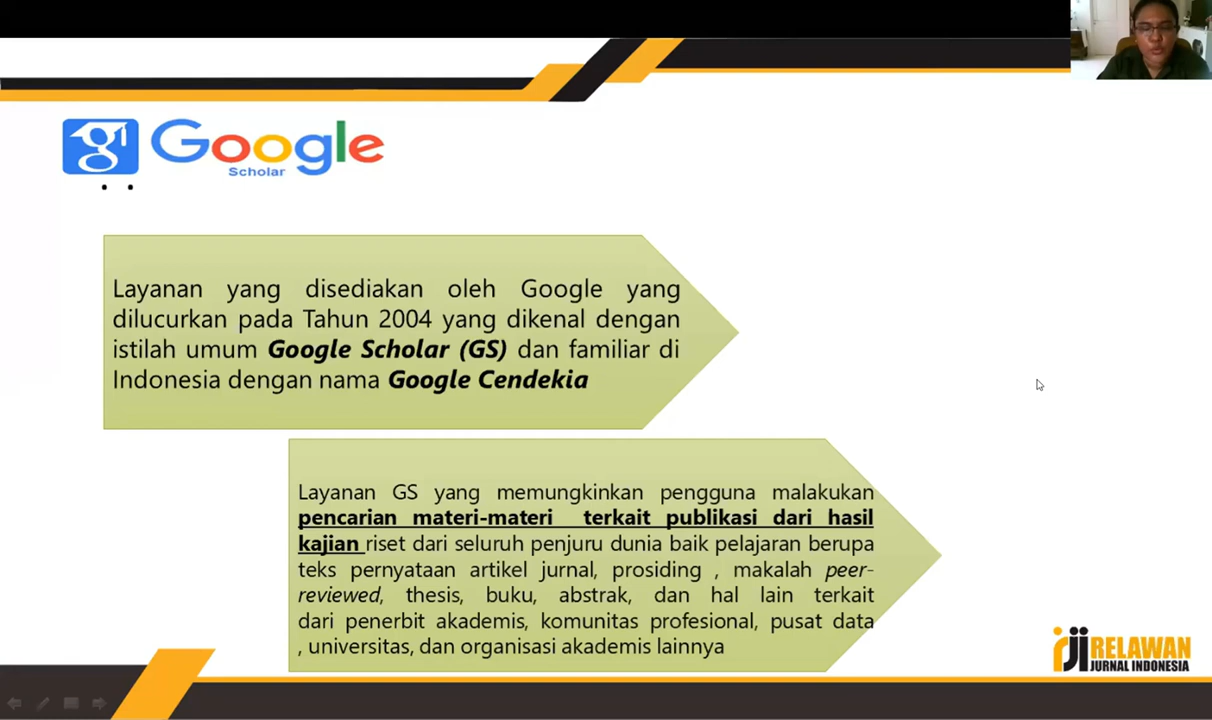 Google
Scholar
Layanan yang disediakan oleh Google yang
dilucurkan pada Tahun 2004 yang dikenal dengan
istilah umum Google Scholar (GS) dan familiar di
Indonesia dengan nama Google Cendekia
Layanan GS yang memungkinkan pengguna malakukan
pencarian materi-materi terkait publikasi dari hasil
kajian riset dari seluruh penjuru dunia baik pelajaran berupa
teks pernyataan artikel jurnal, prosiding , makalah peer-
reviewed, thesis, buku, abstrak, dan hal lain terkait
dari penerbit akademis, komunitas profesional, pusat data
, universitas, dan organisasi akademis lainnya
RELAWAN
JURNAL INDONESIA